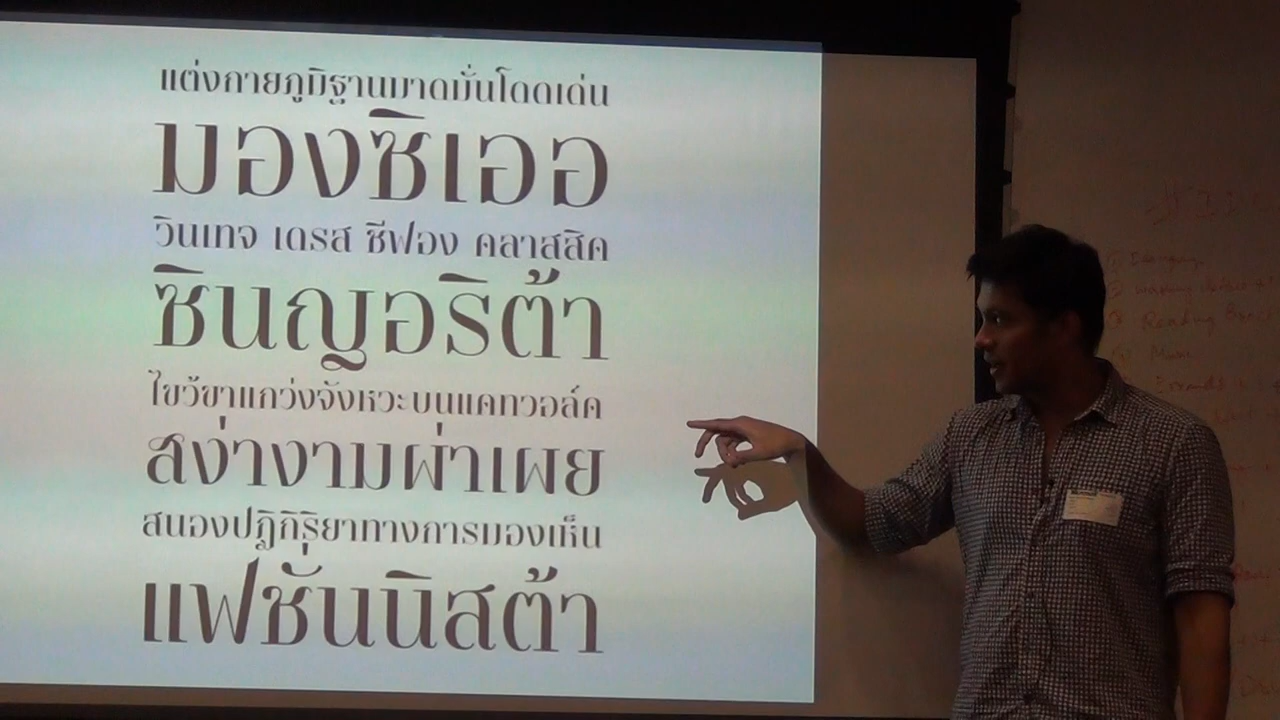 แต่งกายภูมิฐานมาดมั่นโดดเด่น
มองซิเออ
วินเทจ เดรส ชีฟอง คลาสสิค
ซินญอริต้า
ไขว้ขาแกว่งจังหวะบนแคทวอล์ค
สง่างามผ่าเผย
สนองปฏิกิริยาทางการมองเห็น
แฟชั่นนิสต้า
Reading